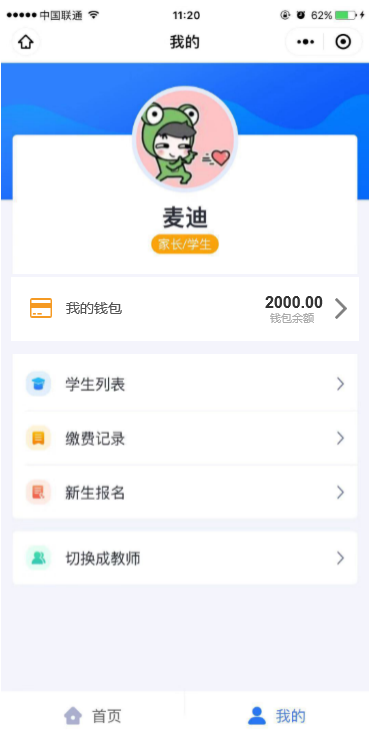 中国联通 11:20 62%
我的
麦迪
家长/学生
我的钱包 2000.00
钱包余额
学生列表
缴费记录
新生报名
切换成教师
首页 我的